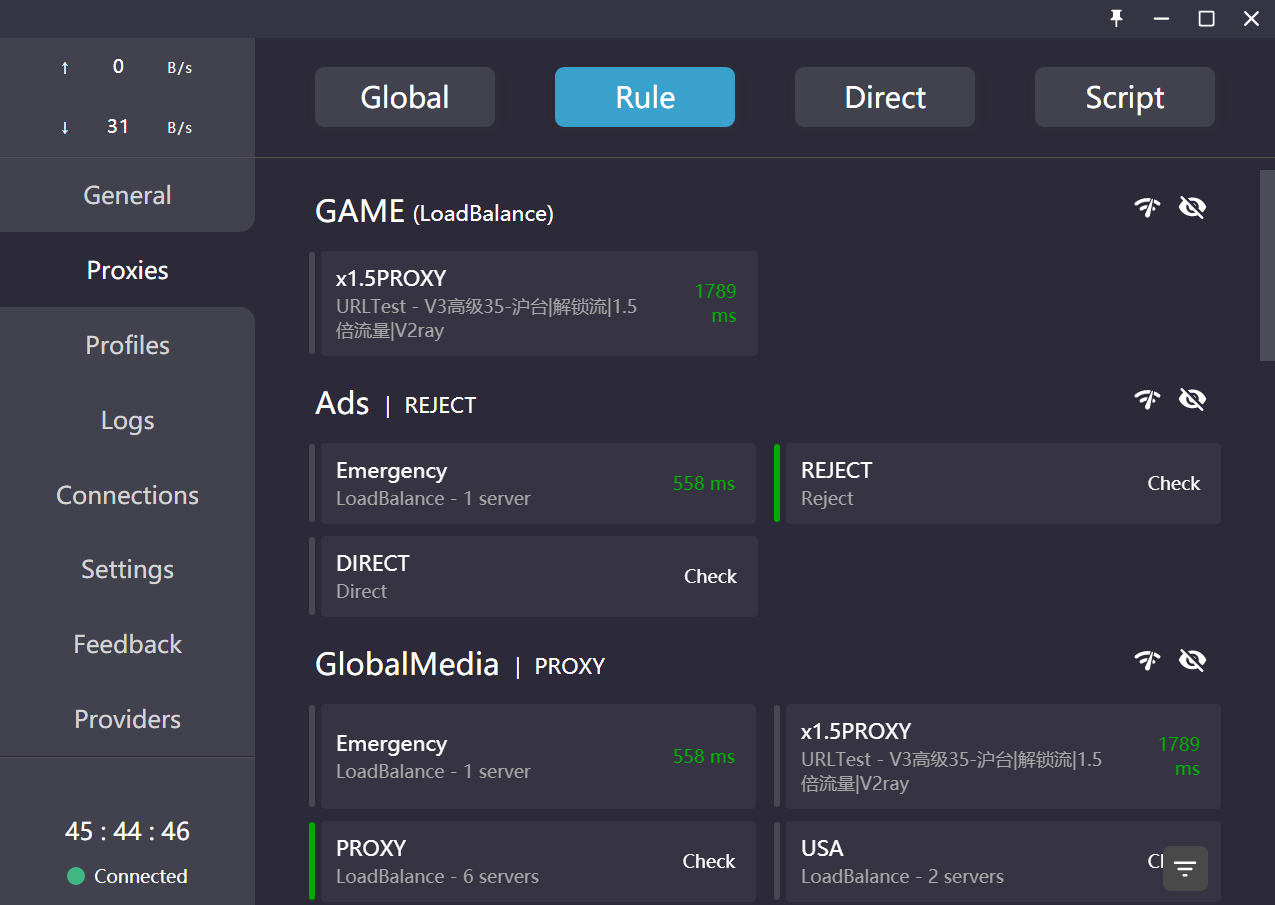 ↑ 0 B/s
↓ 31 B/s
General
Proxies
Profiles
Logs
Connections
Settings
Feedback
Providers
45 : 44 : 46
Connected
Global Rule Direct Script
GAME (LoadBalance)
x1.5PROXY
URLTest - V3高级35-沪台|解锁流|1.5
倍流量|V2ray
1789
ms
Ads | REJECT
Emergency
LoadBalance - 1 server
558 ms
REJECT
Reject
Check
DIRECT
Direct
Check
GlobalMedia | PROXY
Emergency
LoadBalance - 1 server
558 ms
x1.5PROXY
URLTest - V3高级35-沪台|解锁流|1.5
倍流量|V2ray
1789
ms
PROXY
LoadBalance - 6 servers
Check
USA
LoadBalance - 2 servers